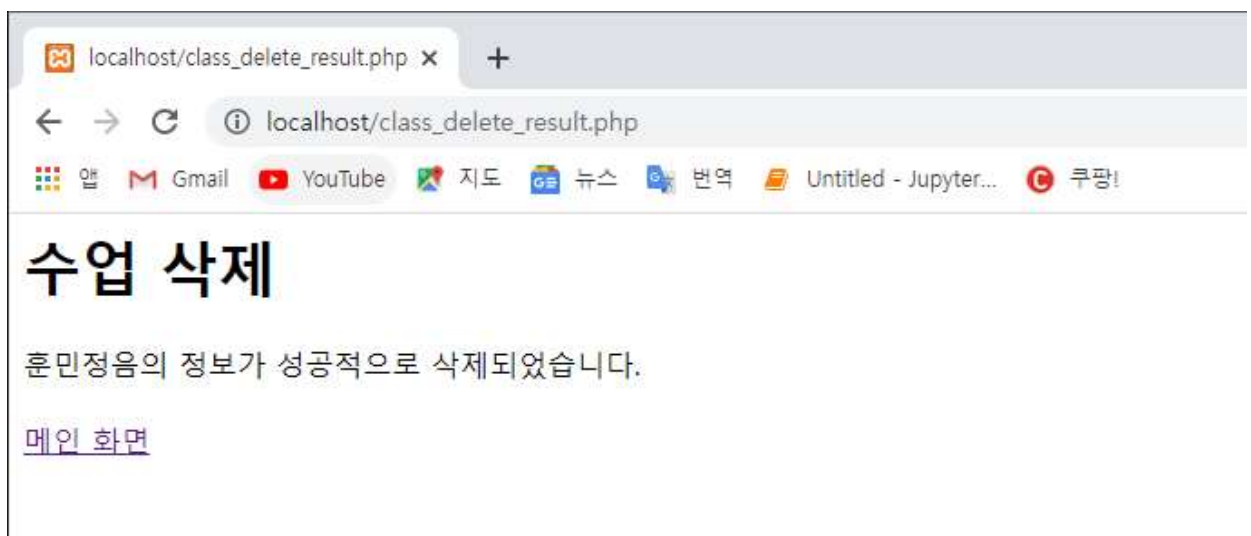 localhost/class_delete_result.php
localhost/class_delete_result.php
앱 Gmail YouTube 지도 뉴스 번역 Untitled - Jupyter... 쿠팡!
수업 삭제
훈민정음의 정보가 성공적으로 삭제되었습니다.
메인 화면